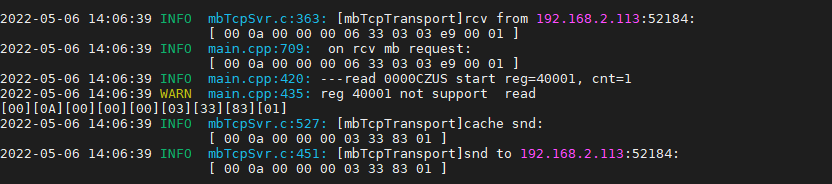 2022-05-06 14:06:39 INFO  mbTcpSvr.c:363: [mbTcpTransport]rcv from 192.168.2.113:52184:
[ 00 0a 00 00 00 06 33 03 03 e9 00 01 ]
2022-05-06 14:06:39 INFO  main.cpp:709:  on rcv mb request:
[ 00 0a 00 00 00 06 33 03 03 e9 00 01 ]
2022-05-06 14:06:39 INFO  main.cpp:420: ---read 0000CZUS start reg=40001, cnt=1
2022-05-06 14:06:39 WARN  main.cpp:435: reg 40001 not support  read
[00][0A][00][00][00][03][33][83][01]
2022-05-06 14:06:39 INFO  mbTcpSvr.c:527: [mbTcpTransport]cache snd:
[ 00 0a 00 00 00 03 33 83 01 ]
2022-05-06 14:06:39 INFO  mbTcpSvr.c:451: [mbTcpTransport]snd to 192.168.2.113:52184:
[ 00 0a 00 00 00 03 33 83 01 ]